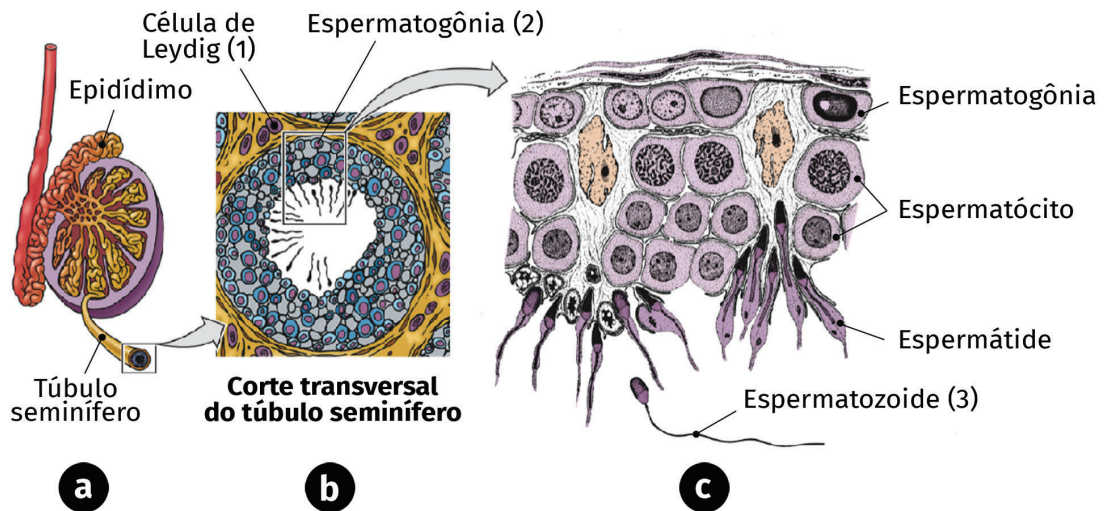 Célula de
Leydig (1)
Espermatogônia (2)
Epidídimo
Espermatogônia
Espermatócito
Espermátide
Túbulo
seminífero
Corte transversal
do túbulo seminífero
Espermatozoide (3)
a
b
c